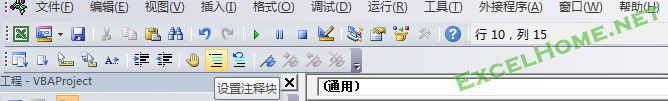 文件(F) 编辑(E) 视图(V) 插入(I) 格式(O) 调试(D) 运行(R) 工具(T) 外接程序(A) 窗口(W) 帮助(H)
行 10，列 15
设置注释块
工程 - VBAProject
(通用)
ExcelHome.NET